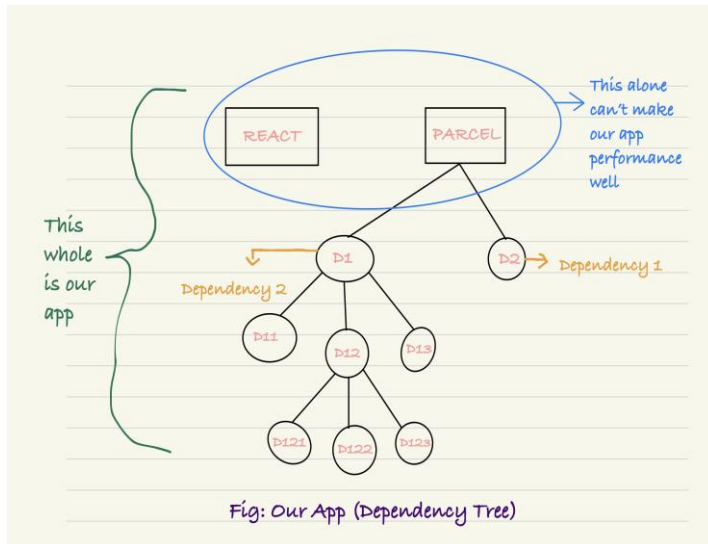 This alone
can't make
our app
performance
well
REACT
PARCEL
This
whole
is our
app
D1
D2
Dependency 1
Dependency 2
D11
D12
D13
D121
D122
D123
Fig: Our App (Dependency Tree)